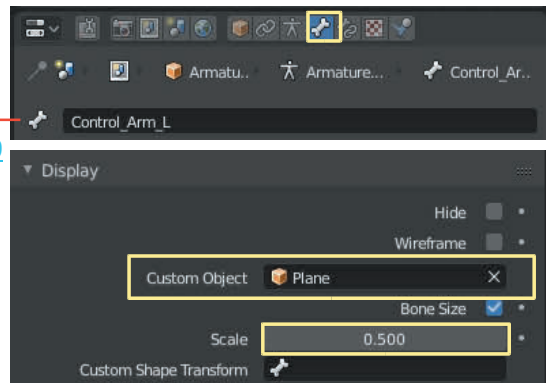 Armatu.. Armature... Control_Ar..
Control_Arm_L
Display
Hide
Wireframe
Custom Object Plane
Bone Size
Scale 0.500
Custom Shape Transform